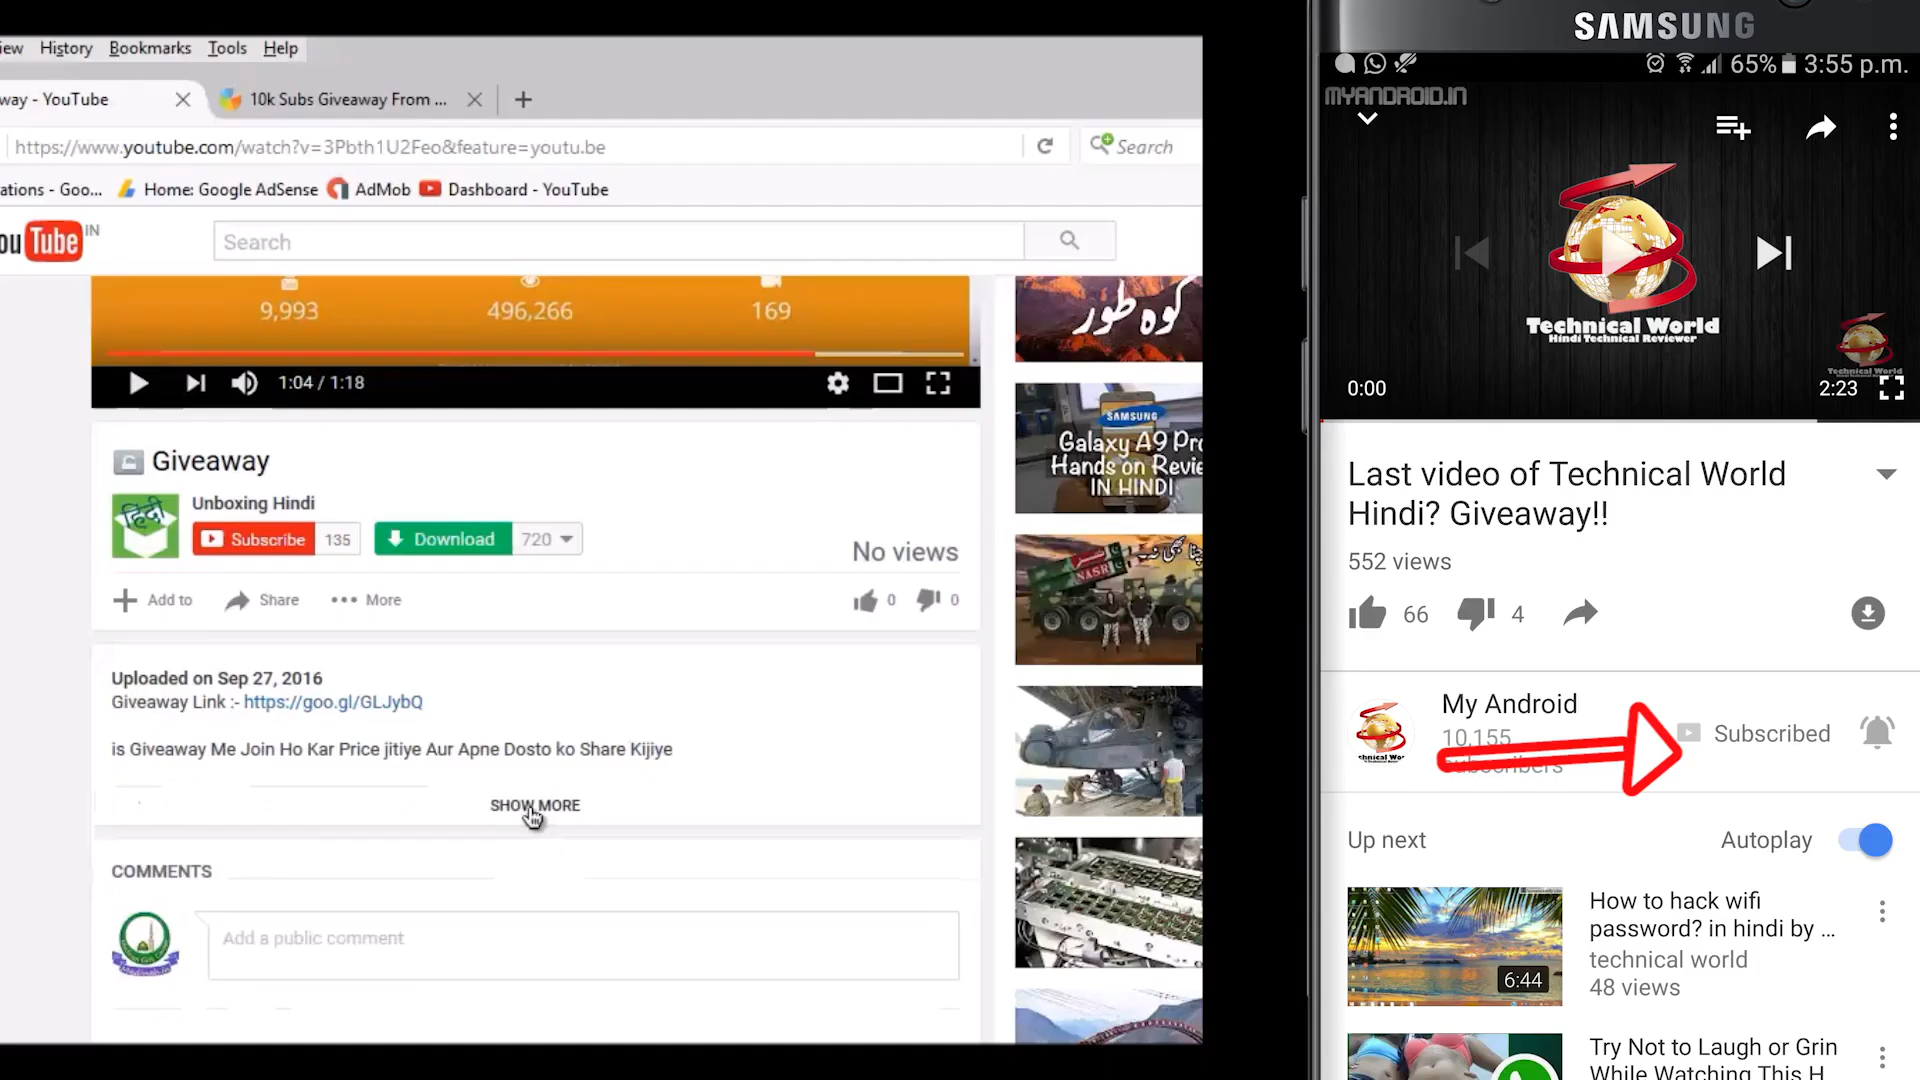 iew History Bookmarks Tools Help
way - YouTube
10k Subs Giveaway From ...
https://www.youtube.com/watch?v=3Pbth1U2Feo&feature=youtu.be
Search
ations - Goo...
Home: Google AdSense
AdMob
Dashboard - YouTube
ou Tube IN
Search
9,993
496,266
169
1:04 / 1:18
Giveaway
Unboxing Hindi
Subscribe 135
Download 720
No views
Add to
Share
More
0
0
Uploaded on Sep 27, 2016
Giveaway Link :- https://goo.gl/GLJybQ
is Giveaway Me Join Ho Kar Price jitiye Aur Apne Dosto ko Share Kijiye
SHOW MORE
COMMENTS
Add a public comment
हिंदी
کوہ طور
SAMSUNG
Galaxy A9 Pro
Hands on Revie
IN HINDI
NASR
SAMSUNG
65% 3:55 p.m.
MYANDROID.IN
Technical World
Hindi Technical Reviewer
Technical World
0:00
2:23
Last video of Technical World
Hindi? Giveaway!!
552 views
66
4
My Android
10,155
subscribers
Subscribed
Up next
Autoplay
How to hack wifi
password? in hindi by ...
technical world
48 views
6:44
Try Not to Laugh or Grin
While Watching This H